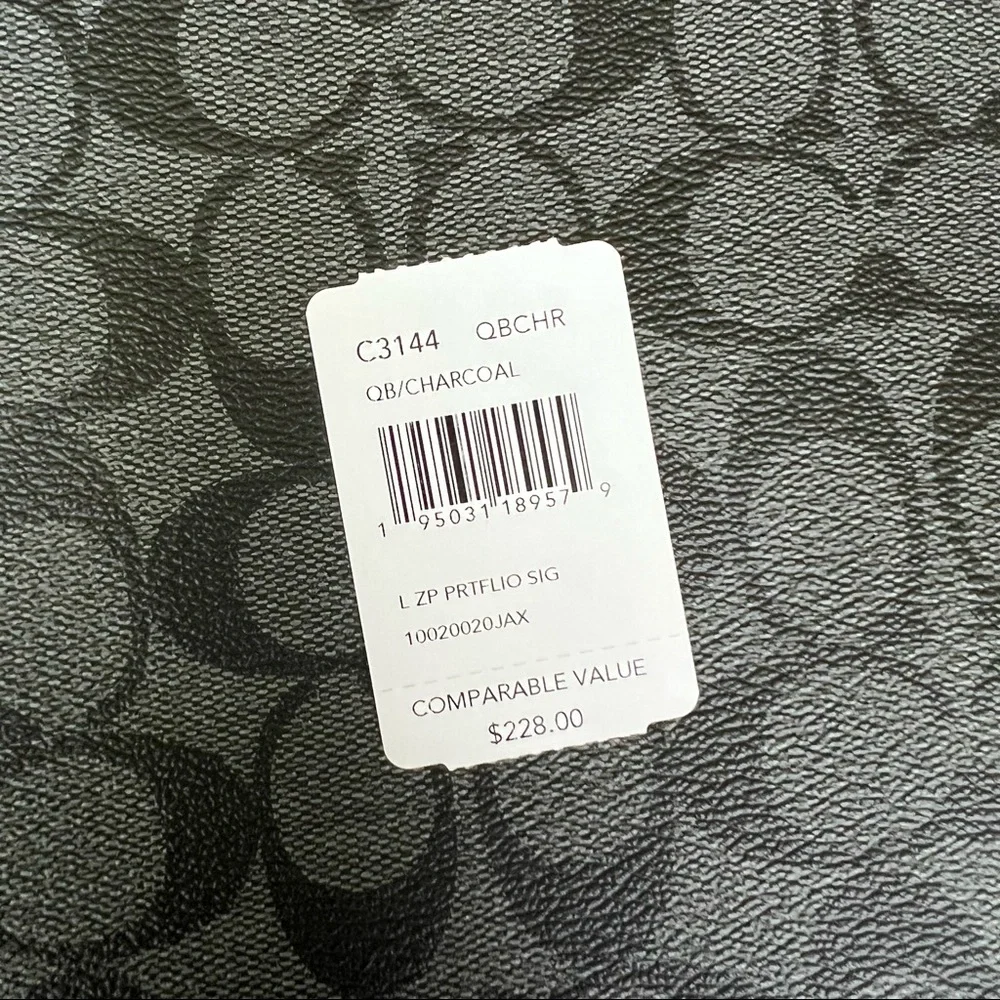 C3144 QBCHR
QB/CHARCOAL
1 95031 18957 9
L ZP PRTFLIO SIG
10020020JAX
COMPARABLE VALUE
$228.00